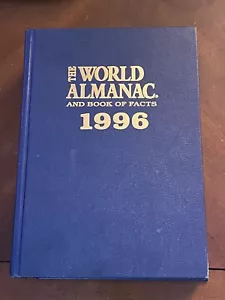 THE WORLD
ALMANAC®
AND BOOK OF FACTS
1996